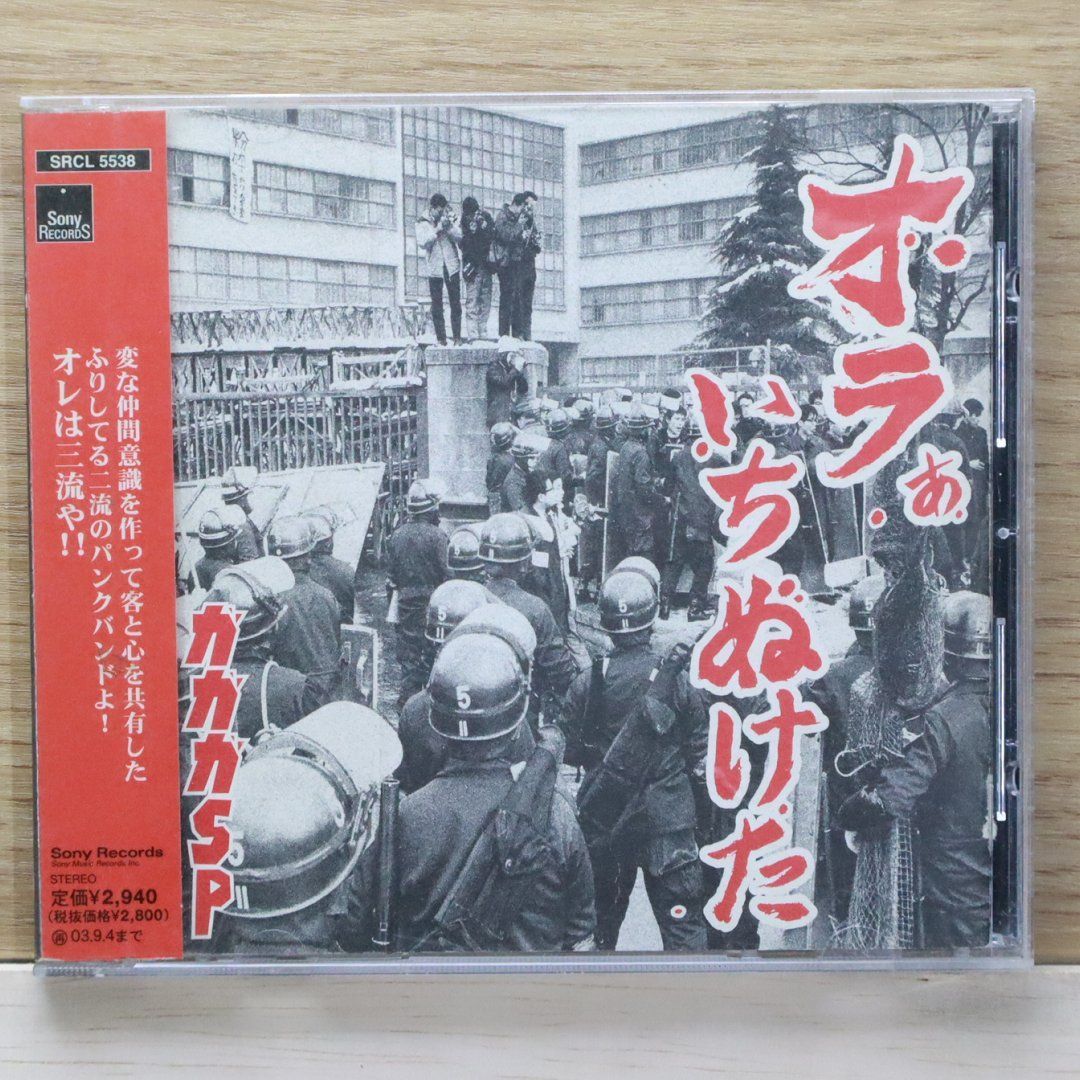 SRCL 5538
Sony
RECORDS
変な仲間意識を作って客と心を共有した
ふりしてる二流のパンクバンドよ！
オレは三流や!!
Sony Records
Sony Music Records Inc.
STEREO
定価¥2,940
(税抜価格¥2,800)
再 03.9.4まで
ガガガSP
オラぁ
いちぬけた
5
5
5